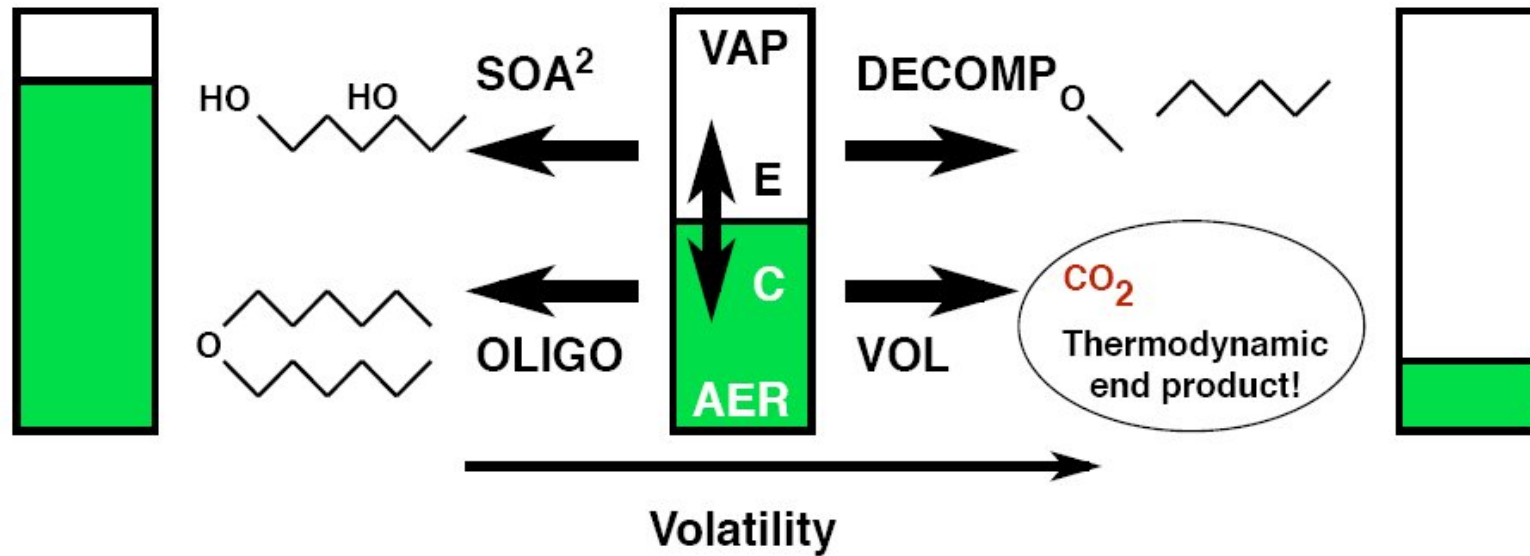 VAP
SOA²
DECOMP
HO
HO
O
E
C
CO₂
Thermodynamic
end product!
O
OLIGO
VOL
AER
Volatility